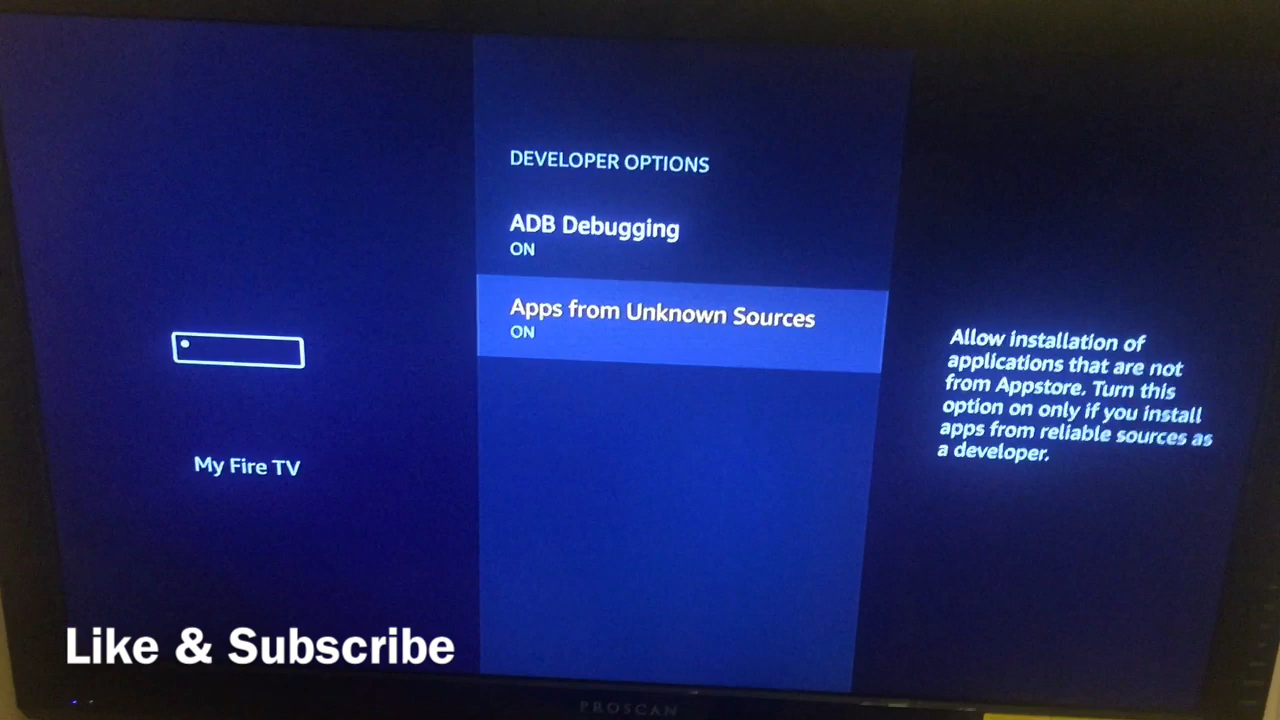 DEVELOPER OPTIONS
ADB Debugging
ON
Apps from Unknown Sources
ON
My Fire TV
Allow installation of
applications that are not
from Appstore. Turn this
option on only if you install
apps from reliable sources as
a developer.
Like & Subscribe
PROSCAN